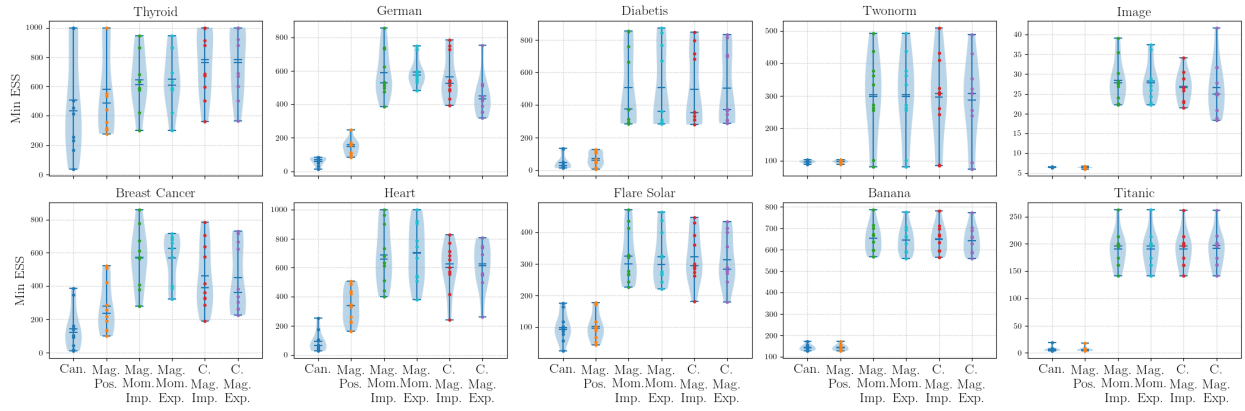 Thyroid
German
Diabetis
Twonorm
Image
Min ESS
1000
800
600
400
200
0
800
600
400
200
0
800
600
400
200
0
500
400
300
200
100
40
35
30
25
20
15
10
5
Breast Cancer
Heart
Flare Solar
Banana
Titanic
Min ESS
800
600
400
200
0
1000
800
600
400
200
0
400
300
200
100
800
700
600
500
400
300
200
100
250
200
150
100
50
0
Can. Mag. Mag. Mag. C. C.
Pos. Mom. Mom. Mag. Mag.
Imp. Exp. Imp. Exp.
Can. Mag. Mag. Mag. C. C.
Pos. Mom. Mom. Mag. Mag.
Imp. Exp. Imp. Exp.
Can. Mag. Mag. Mag. C. C.
Pos. Mom. Mom. Mag. Mag.
Imp. Exp. Imp. Exp.
Can. Mag. Mag. Mag. C. C.
Pos. Mom. Mom. Mag. Mag.
Imp. Exp. Imp. Exp.
Can. Mag. Mag. Mag. C. C.
Pos. Mom. Mom. Mag. Mag.
Imp. Exp. Imp. Exp.